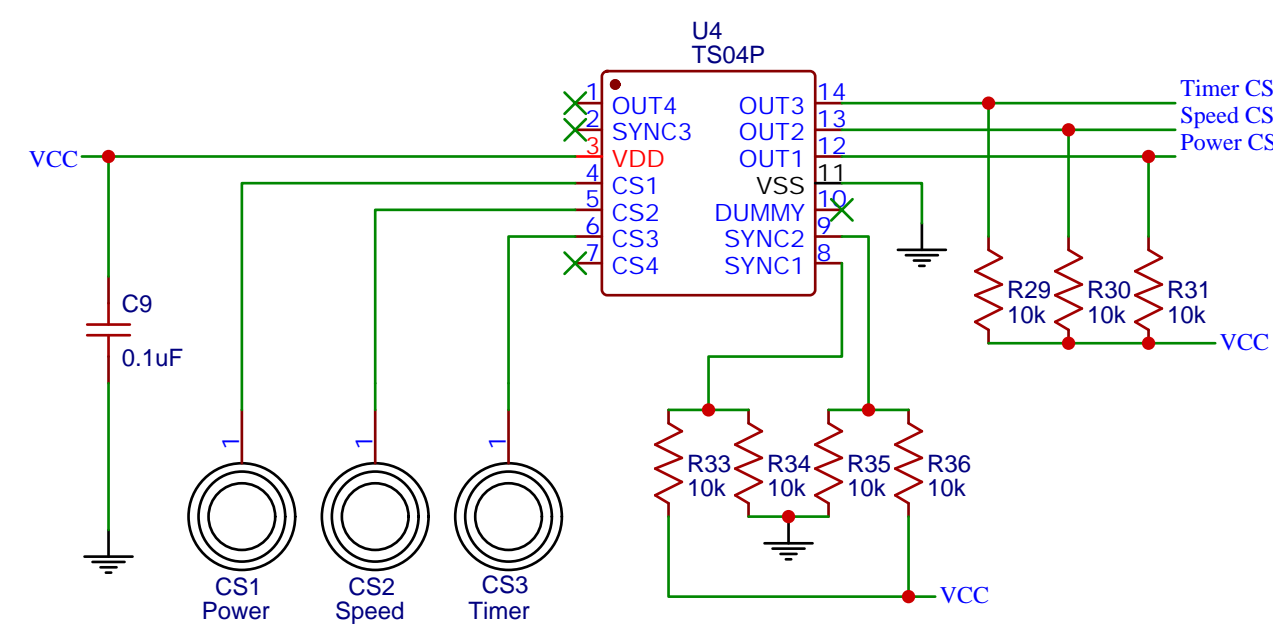 U4
TS04P
1 OUT4
2 SYNC3
3 VDD
4 CS1
5 CS2
6 CS3
7 CS4
14 OUT3
13 OUT2
12 OUT1
11 VSS
10 DUMMY
9 SYNC2
8 SYNC1
Timer CS
Speed CS
Power CS
VCC
C9
0.1uF
R29
10k
R30
10k
R31
10k
VCC
1
1
1
R33
10k
R34
10k
R35
10k
R36
10k
VCC
CS1
Power
CS2
Speed
CS3
Timer